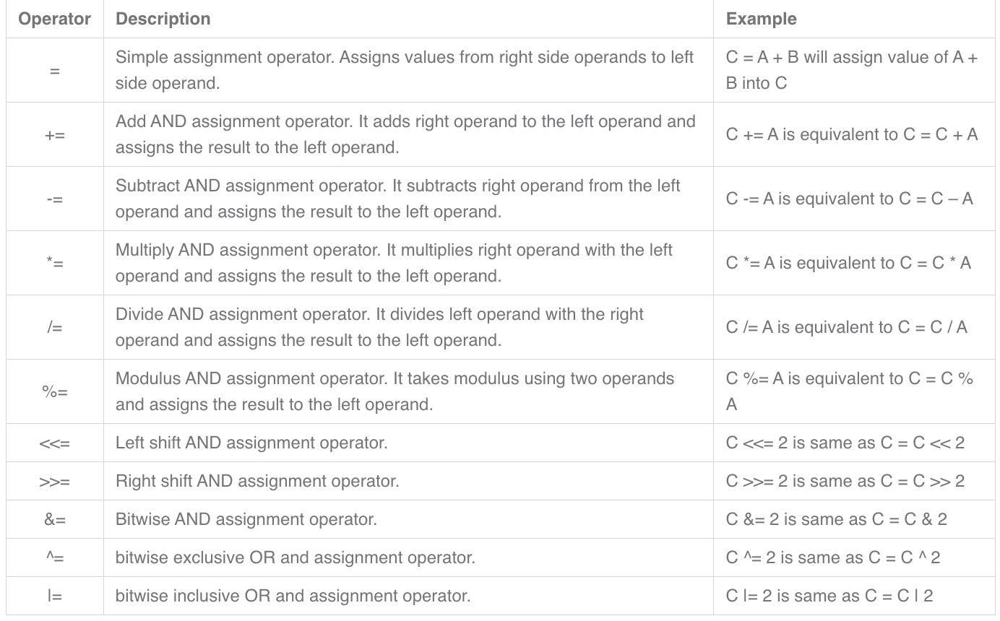 Operator Description Example
= Simple assignment operator. Assigns values from right side operands to left side operand. C = A + B will assign value of A + B into C
+= Add AND assignment operator. It adds right operand to the left operand and assigns the result to the left operand. C += A is equivalent to C = C + A
-= Subtract AND assignment operator. It subtracts right operand from the left operand and assigns the result to the left operand. C -= A is equivalent to C = C – A
*= Multiply AND assignment operator. It multiplies right operand with the left operand and assigns the result to the left operand. C *= A is equivalent to C = C * A
/= Divide AND assignment operator. It divides left operand with the right operand and assigns the result to the left operand. C /= A is equivalent to C = C / A
%= Modulus AND assignment operator. It takes modulus using two operands and assigns the result to the left operand. C %= A is equivalent to C = C % A
<<= Left shift AND assignment operator. C <<= 2 is same as C = C << 2
>>= Right shift AND assignment operator. C >>= 2 is same as C = C >> 2
&= Bitwise AND assignment operator. C &= 2 is same as C = C & 2
^= bitwise exclusive OR and assignment operator. C ^= 2 is same as C = C ^ 2
|= bitwise inclusive OR and assignment operator. C |= 2 is same as C = C | 2